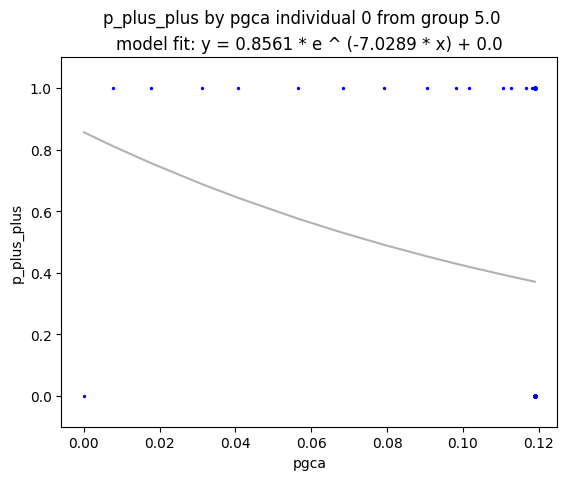 p_plus_plus by pgca individual 0 from group 5.0
model fit: y = 0.8561 * e ^ (-7.0289 * x) + 0.0
1.0
0.8
0.6
0.4
0.2
0.0
p_plus_plus
0.00 0.02 0.04 0.06 0.08 0.10 0.12
pgca